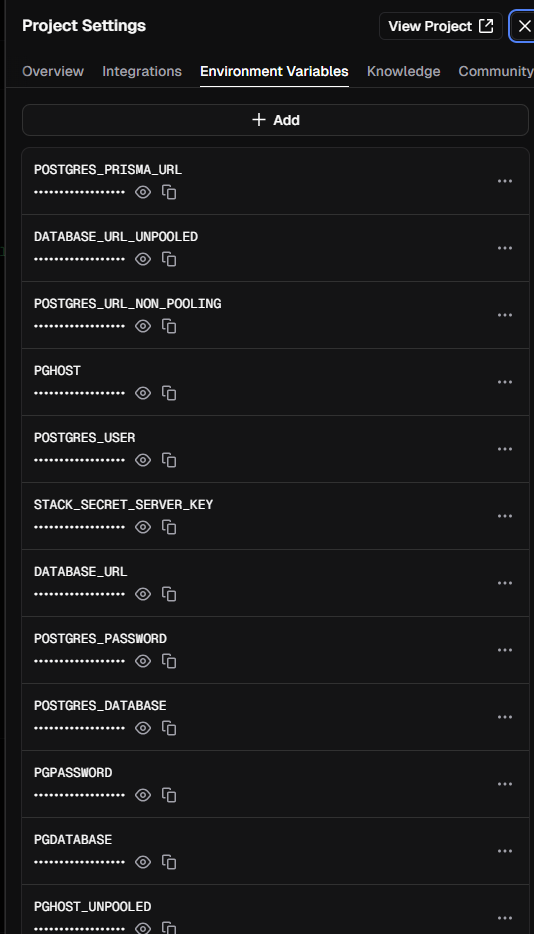 Project Settings
View Project
Overview Integrations Environment Variables Knowledge Community
Add
POSTGRES_PRISMA_URL
••••••••••••••••••
DATABASE_URL_UNPOOLED
••••••••••••••••••
POSTGRES_URL_NON_POOLING
••••••••••••••••••
PGHOST
••••••••••••••••••
POSTGRES_USER
••••••••••••••••••
STACK_SECRET_SERVER_KEY
••••••••••••••••••
DATABASE_URL
••••••••••••••••••
POSTGRES_PASSWORD
••••••••••••••••••
POSTGRES_DATABASE
••••••••••••••••••
PGPASSWORD
••••••••••••••••••
PGDATABASE
••••••••••••••••••
PGHOST_UNPOOLED
••••••••••••••••••